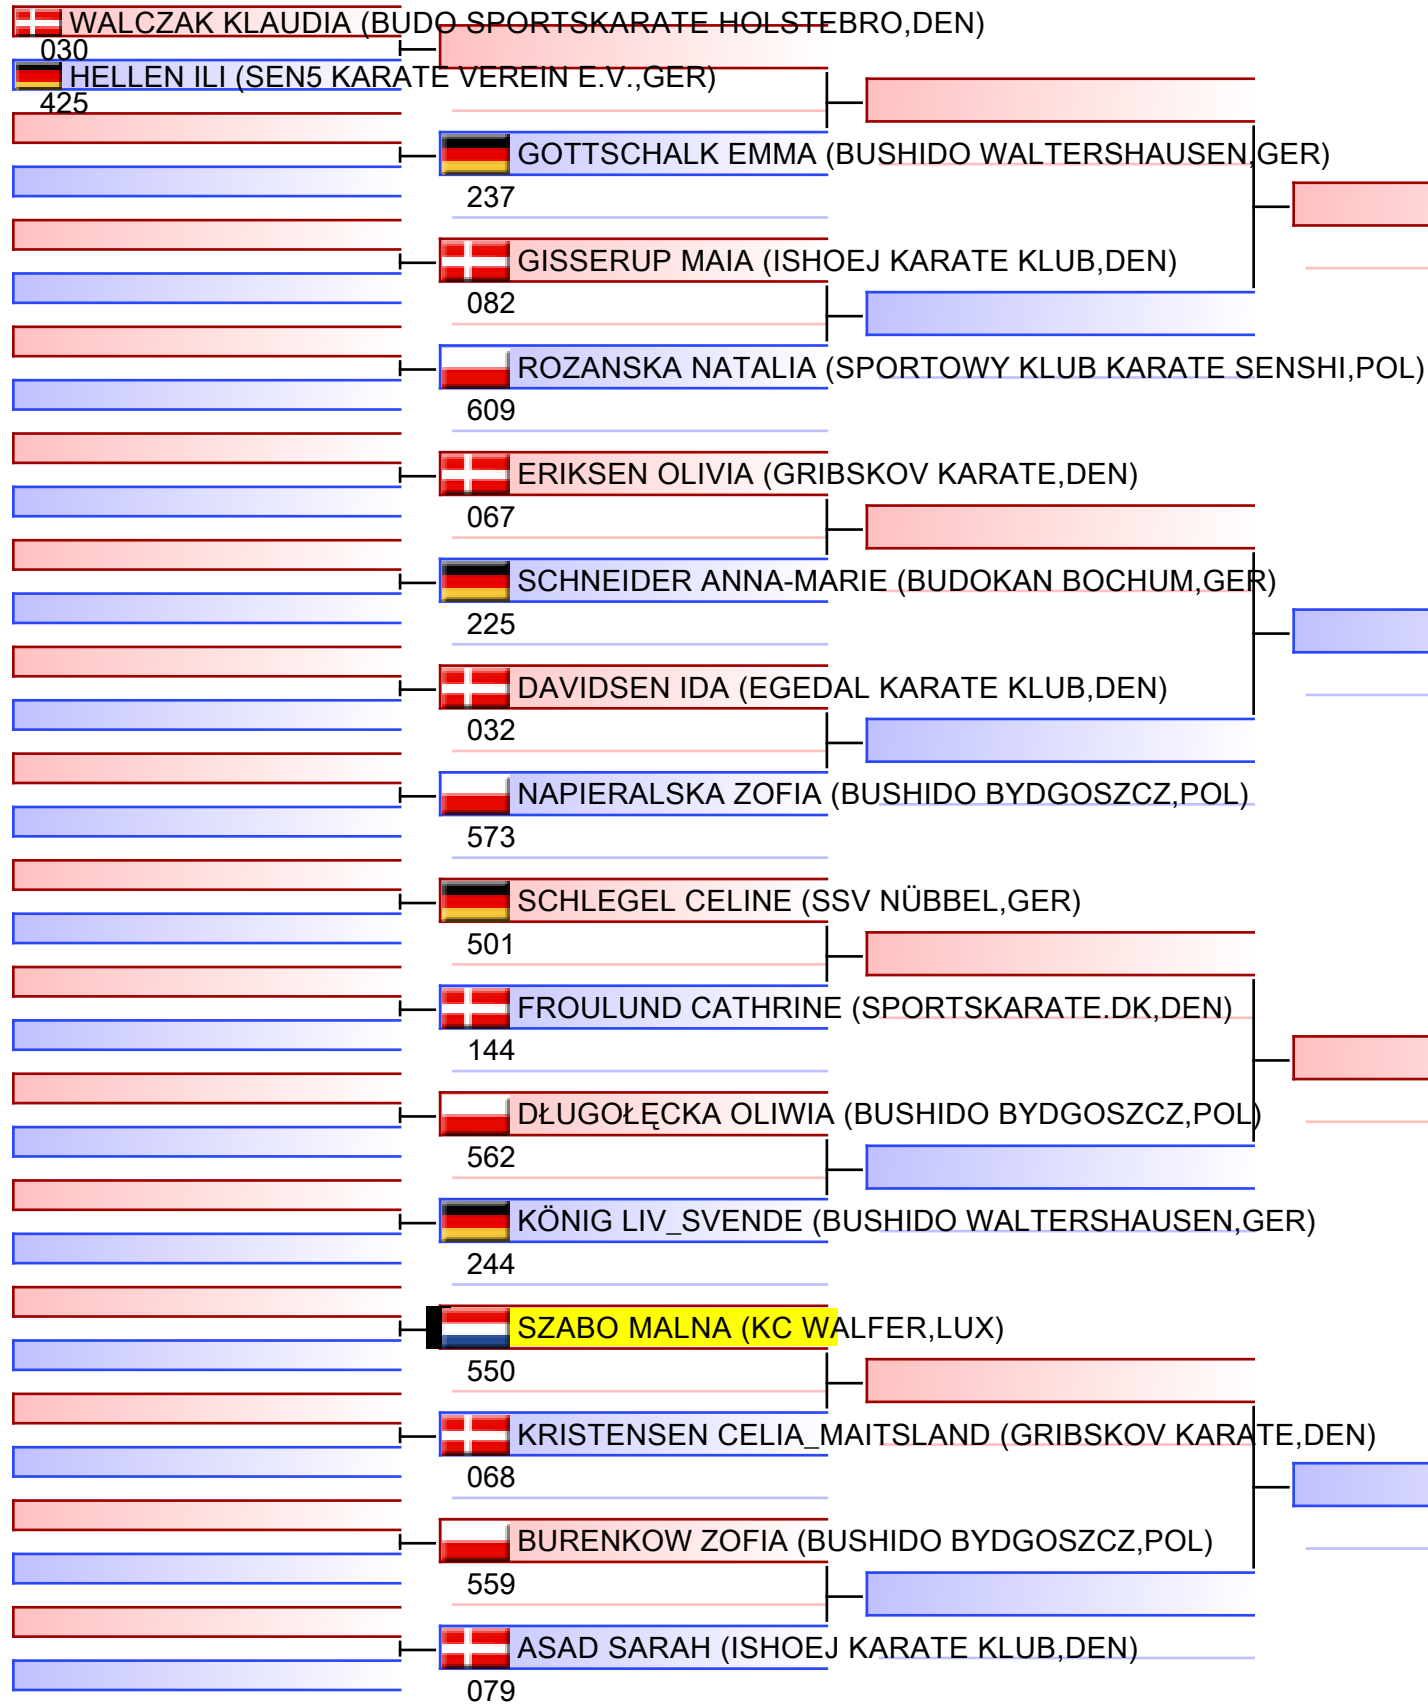 WALCZAK KLAUDIA (BUDO SPORTSKARATE HOLSTEBRO,DEN)
030
HELLEN ILI (SEN5 KARATE VEREIN E.V.,GER)
425
GOTTSCHALK EMMA (BUSHIDO WALTERSHAUSEN,GER)
237
GISSERUP MAIA (ISHOEJ KARATE KLUB,DEN)
082
ROZANSKA NATALIA (SPORTOWY KLUB KARATE SENSHI,POL)
609
ERIKSEN OLIVIA (GRIBSKOV KARATE,DEN)
067
SCHNEIDER ANNA-MARIE (BUDOKAN BOCHUM,GER)
225
DAVIDSEN IDA (EGEDAL KARATE KLUB,DEN)
032
NAPIERALSKA ZOFIA (BUSHIDO BYDGOSZCZ,POL)
573
SCHLEGEL CELINE (SSV NÜBBEL,GER)
501
FROULUND CATHRINE (SPORTSKARATE.DK,DEN)
144
DŁUGOŁĘCKA OLIWIA (BUSHIDO BYDGOSZCZ,POL)
562
KÖNIG LIV_SVENDE (BUSHIDO WALTERSHAUSEN,GER)
244
SZABO MALNA (KC WALFER,LUX)
550
KRISTENSEN CELIA_MAITSLAND (GRIBSKOV KARATE,DEN)
068
BURENKOW ZOFIA (BUSHIDO BYDGOSZCZ,POL)
559
ASAD SARAH (ISHOEJ KARATE KLUB,DEN)
079